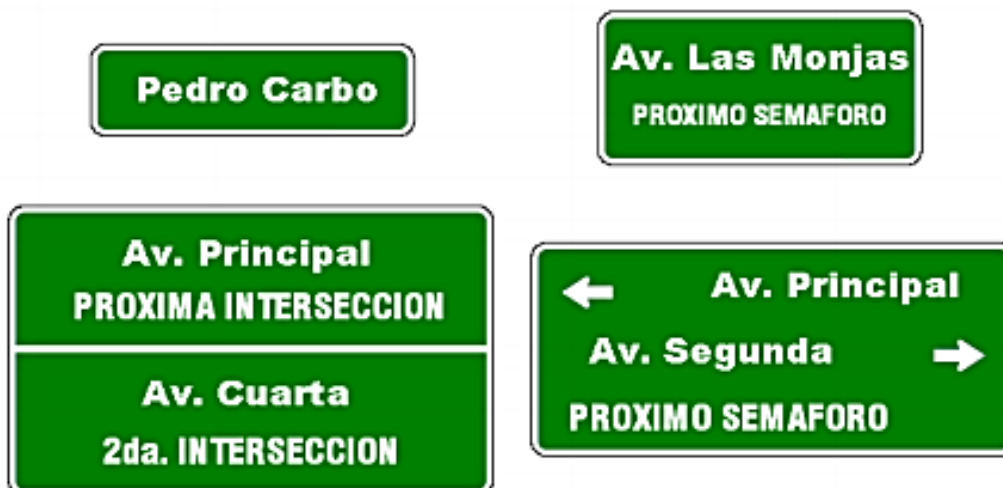 Pedro Carbo
Av. Las Monjas
PROXIMO SEMAFORO
Av. Principal
PROXIMA INTERSECCION
Av. Cuarta
2da. INTERSECCION
Av. Principal
Av. Segunda
PROXIMO SEMAFORO